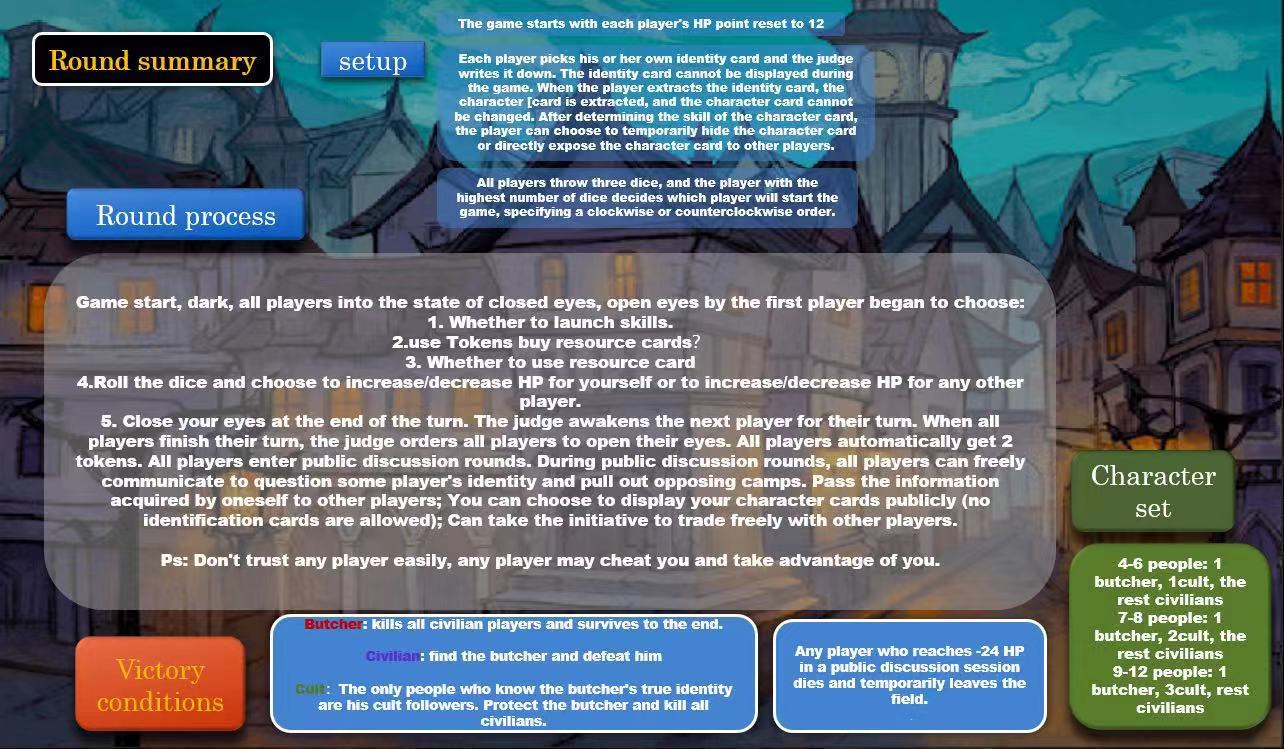 Round summary
setup
The game starts with each player's HP point reset to 12
Each player picks his or her own identity card and the judge
writes it down. The identity card cannot be displayed during
the game. When the player extracts the identity card, the
character [card is extracted, and the character card cannot
be changed. After determining the skill of the character card,
the player can choose to temporarily hide the character card
or directly expose the character card to other players.
All players throw three dice, and the player with the
highest number of dice decides which player will start the
game, specifying a clockwise or counterclockwise order.
Round process
Game start, dark, all players into the state of closed eyes, open eyes by the first player began to choose:
1. Whether to launch skills.
2.use Tokens buy resource cards?
3. Whether to use resource card
4.Roll the dice and choose to increase/decrease HP for yourself or to increase/decrease HP for any other
player.
5. Close your eyes at the end of the turn. The judge awakens the next player for their turn. When all
players finish their turn, the judge orders all players to open their eyes. All players automatically get 2
tokens. All players enter public discussion rounds. During public discussion rounds, all players can freely
communicate to question some player's identity and pull out opposing camps. Pass the information
acquired by oneself to other players; You can choose to display your character cards publicly (no
identification cards are allowed); Can take the initiative to trade freely with other players.
Ps: Don't trust any player easily, any player may cheat you and take advantage of you.
Character
set
4-6 people: 1
butcher, 1cult, the
rest civilians
7-8 people: 1
butcher, 2cult, the
rest civilians
9-12 people: 1
butcher, 3cult, rest
civilians
Victory
conditions
Butcher: kills all civilian players and survives to the end.
Civilian: find the butcher and defeat him
Cult: The only people who know the butcher's true identity
are his cult followers. Protect the butcher and kill all
civilians.
Any player who reaches -24 HP
in a public discussion session
dies and temporarily leaves the
field.